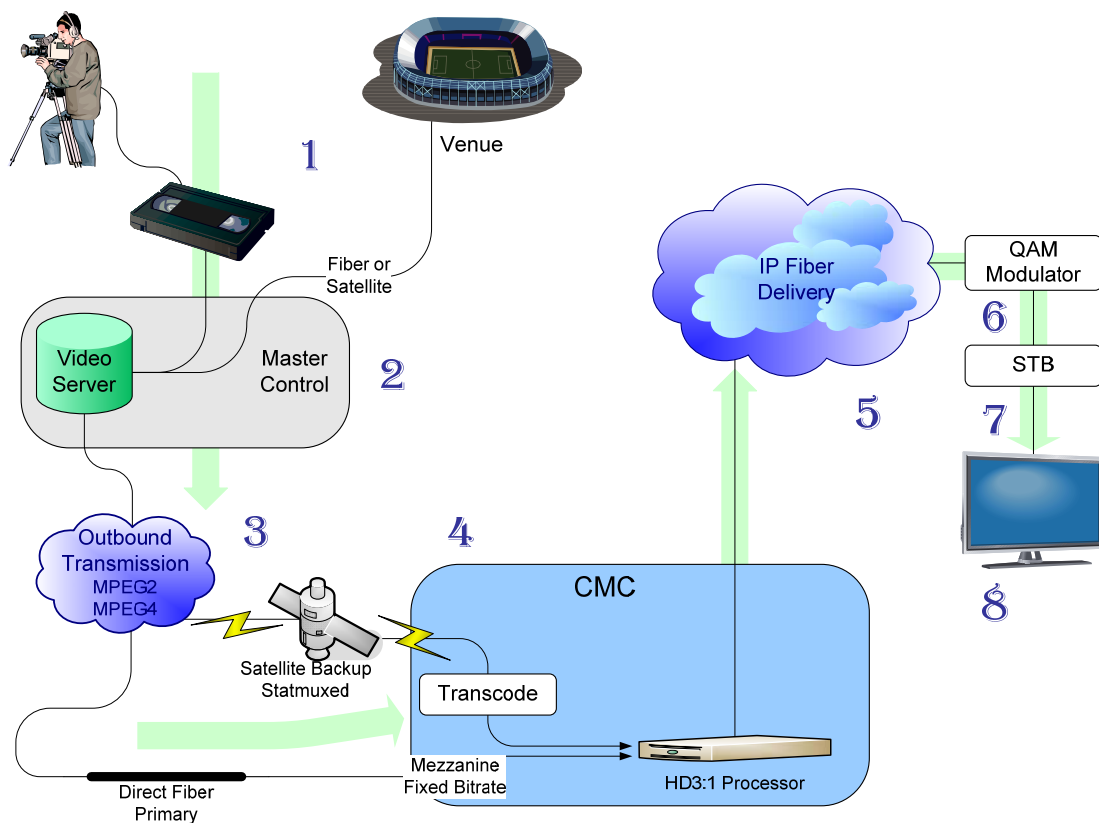 1
Venue
Fiber or
Satellite
Video
Server
Master
Control
2
3
Outbound
Transmission
MPEG2
MPEG4
Satellite Backup
Statmuxed
Direct Fiber
Primary
4
CMC
Transcode
Mezzanine
Fixed Bitrate
HD3:1 Processor
IP Fiber
Delivery
5
QAM
Modulator
6
STB
7
8